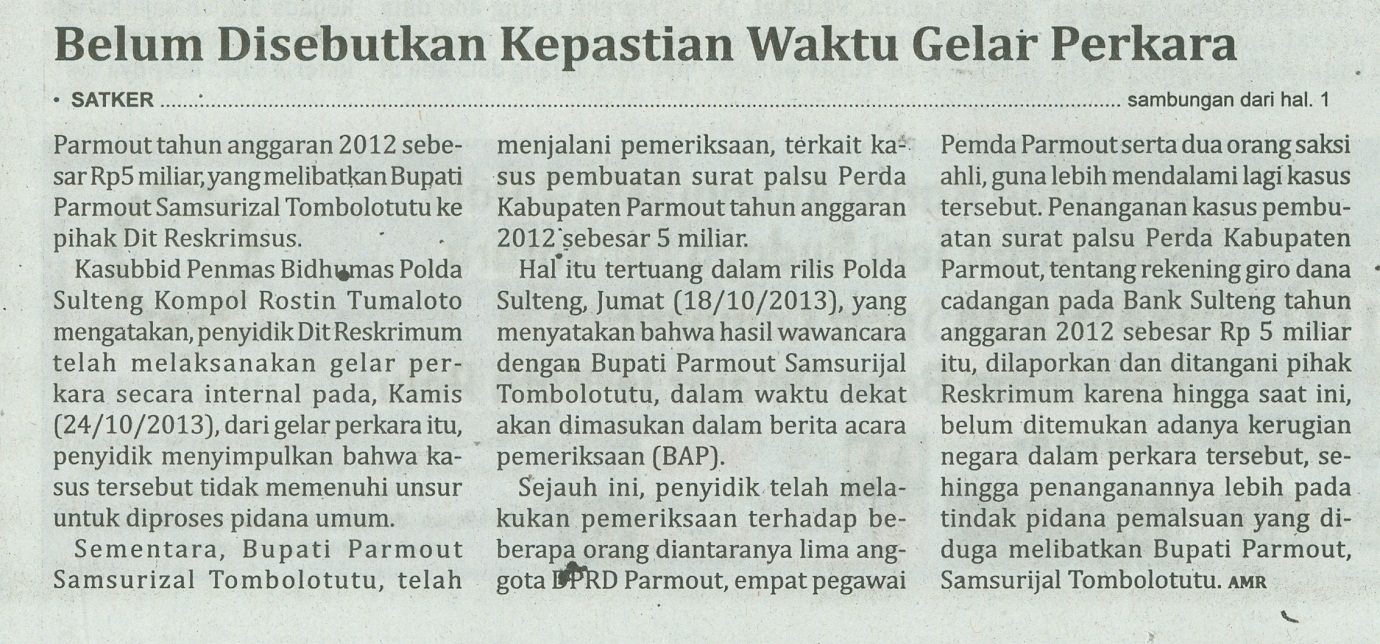 Belum Disebutkan Kepastian Waktu Gelar Perkara
• SATKER ........................................ sambungan dari hal. 1
Parmout tahun anggaran 2012 sebe-
sar Rp5 miliar, yang melibatkan Bupati
Parmout Samsurizal Tombolotutu ke
pihak Dit Reskrimsus.
Kasubbid Penmas Bidhumas Polda
Sulteng Kompol Rostin Tumaloto
mengatakan, penyidik Dit Reskrimum
telah melaksanakan gelar per-
kara secara internal pada, Kamis
(24/10/2013), dari gelar perkara itu,
penyidik menyimpulkan bahwa ka-
sus tersebut tidak memenuhi unsur
untuk diproses pidana umum.
Sementara, Bupati Parmout
Samsurizal Tombolotutu, telah
menjalani pemeriksaan, terkait ka-
sus pembuatan surat palsu Perda
Kabupaten Parmout tahun anggaran
2012 sebesar 5 miliar.
Hal itu tertuang dalam rilis Polda
Sulteng, Jumat (18/10/2013), yang
menyatakan bahwa hasil wawancara
dengan Bupati Parmout Samsurijal
Tombolotutu, dalam waktu dekat
akan dimasukan dalam berita acara
pemeriksaan (BAP).
Sejauh ini, penyidik telah mela-
kukan pemeriksaan terhadap be-
berapa orang diantaranya lima ang-
gota DPRD Parmout, empat pegawai
Pemda Parmout serta dua orang saksi
ahli, guna lebih mendalami lagi kasus
tersebut. Penanganan kasus pembu-
atan surat palsu Perda Kabupaten
Parmout, tentang rekening giro dana
cadangan pada Bank Sulteng tahun
anggaran 2012 sebesar Rp 5 miliar
itu, dilaporkan dan ditangani pihak
Reskrimum karena hingga saat ini,
belum ditemukan adanya kerugian
negara dalam perkara tersebut, se-
hingga penanganannya lebih pada
tindak pidana pemalsuan yang di-
duga melibatkan Bupati Parmout,
Samsurijal Tombolotutu. AMR